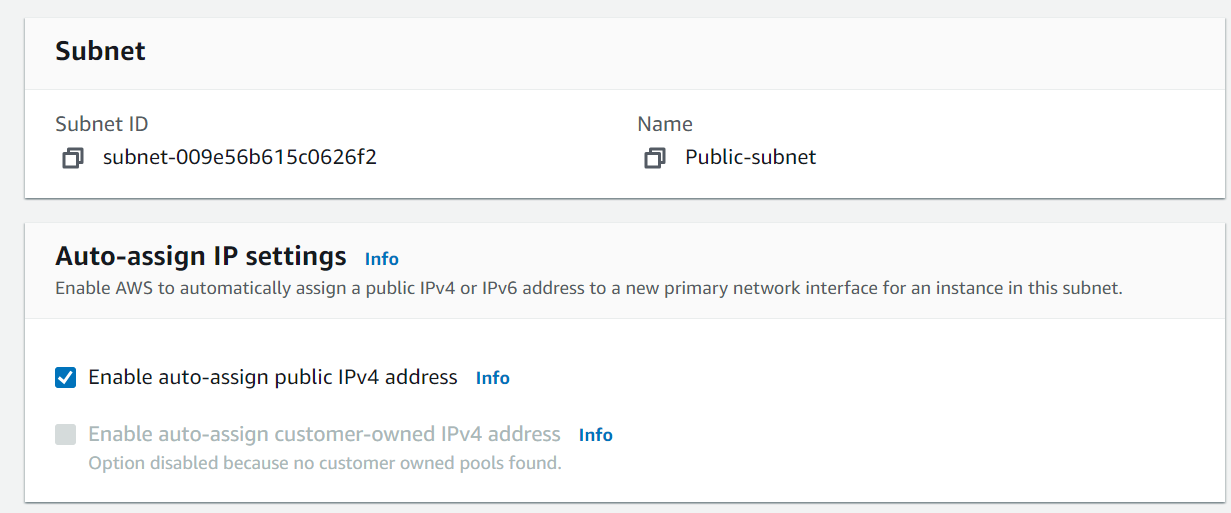 Subnet
Subnet ID
subnet-009e56b615c0626f2
Name
Public-subnet
Auto-assign IP settings Info
Enable AWS to automatically assign a public IPv4 or IPv6 address to a new primary network interface for an instance in this subnet.
Enable auto-assign public IPv4 address Info
Enable auto-assign customer-owned IPv4 address Info
Option disabled because no customer owned pools found.